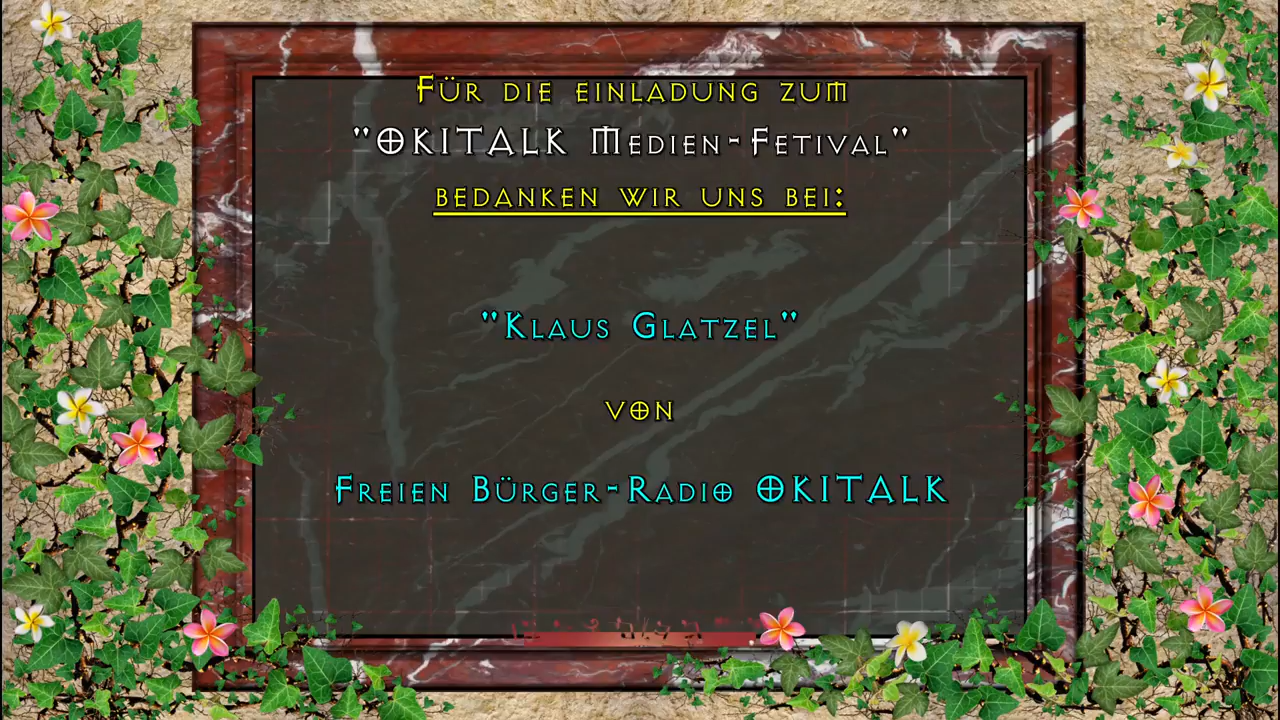 Für die einladung zum
"OKITALK Medien-Fetival"
bedanken wir uns bei:
"Klaus Glatzel"
von
Freien Bürger-Radio OKITALK